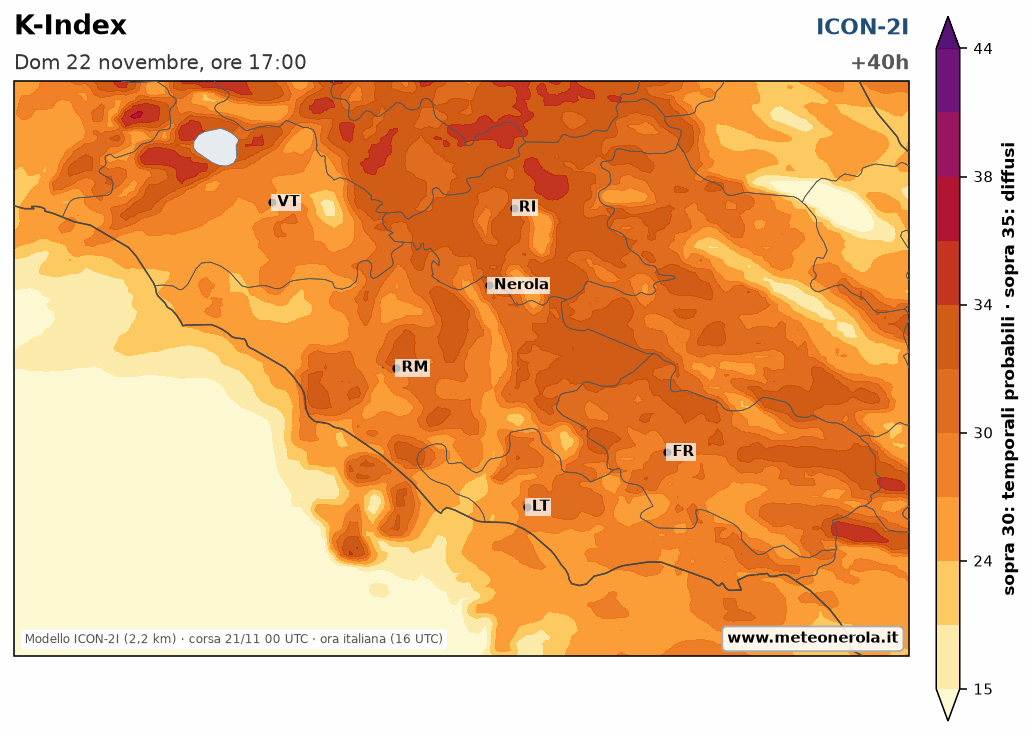 K-Index
ICON-2I
Dom 22 novembre, ore 17:00
+40h
VT
RI
Nerola
RM
FR
LT
Modello ICON-2I (2,2 km) · corsa 21/11 00 UTC · ora italiana (16 UTC)
www.meteonerola.it
44
38
34
30
24
15
sopra 30: temporali probabili · sopra 35: diffusi